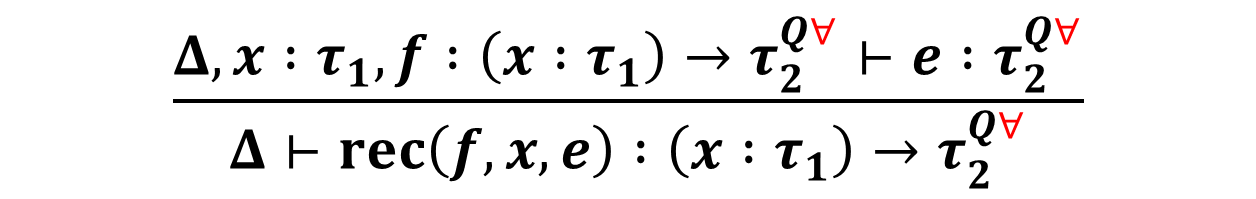 Δ, x : τ₁, f : (x : τ₁) → τ₂^{Q∀} ⊢ e : τ₂^{Q∀}
Δ ⊢ rec(f, x, e) : (x : τ₁) → τ₂^{Q∀}